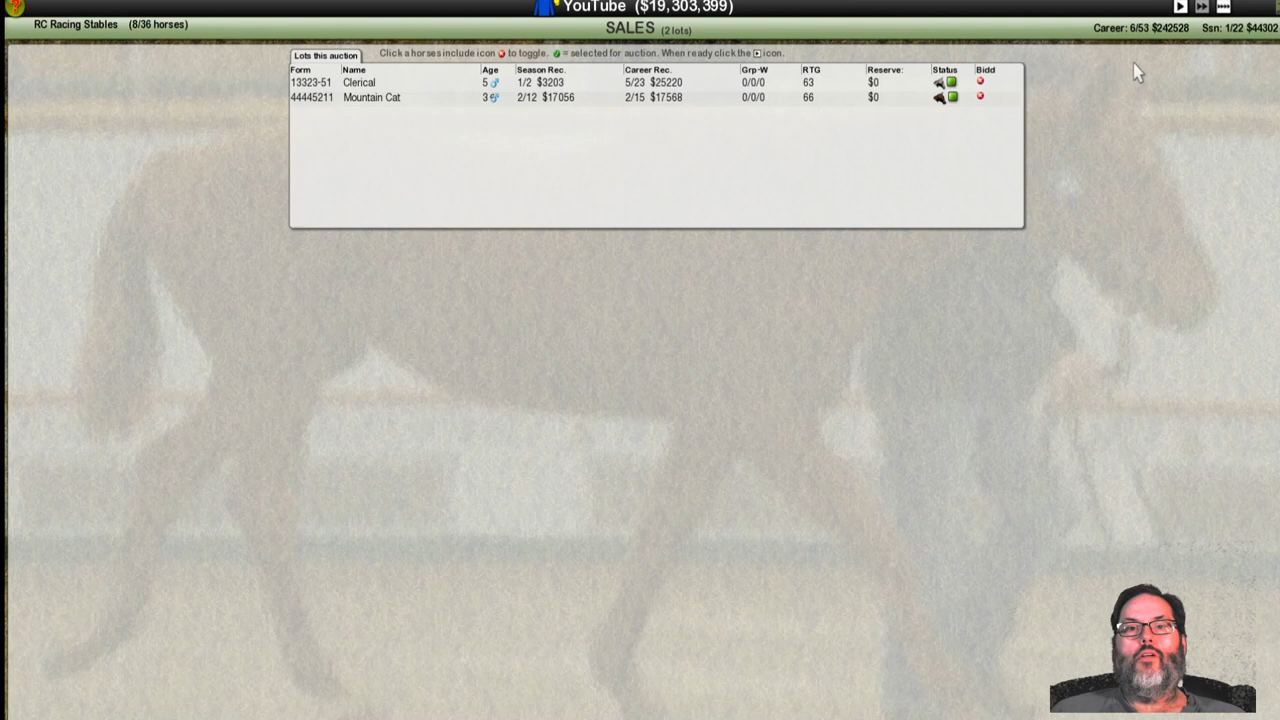 YouTube ($19,303,399)
RC Racing Stables (8/36 horses)
SALES (2 lots)
Career: 6/53 $242528 Ssn: 1/22 $44302
Lots this auction
Click a horses include icon to toggle. = selected for auction. When ready click the icon.
Form Name Age Season Rec. Career Rec. Grp-W RTG Reserve: Status Bidd
13323-51 Clerical 5 1/2 $3203 5/23 $25220 0/0/0 63 $0
44445211 Mountain Cat 3 2/12 $17056 2/15 $17568 0/0/0 66 $0